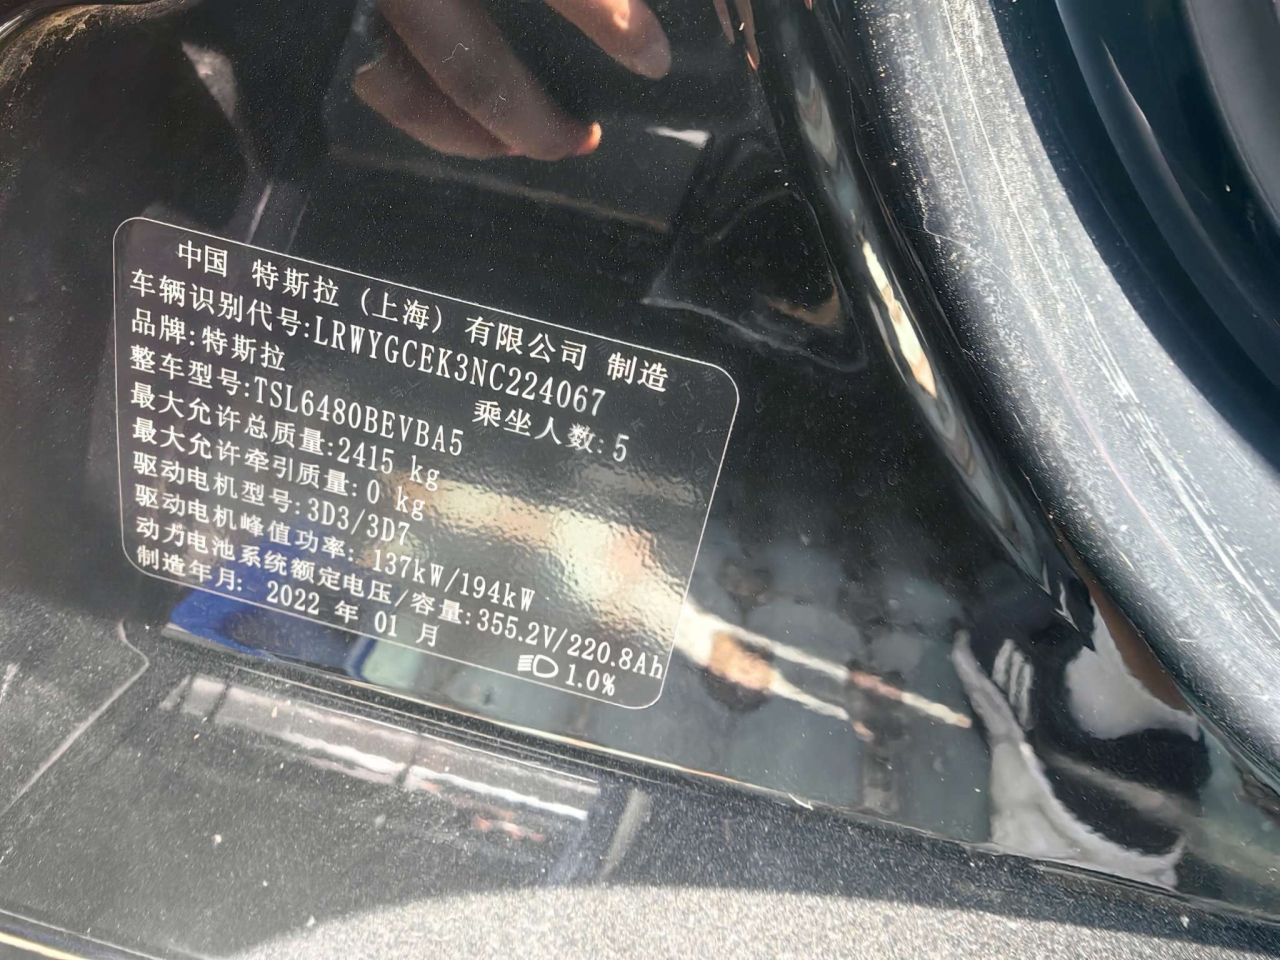 中国 特斯拉 (上海) 有限公司 制造
车辆识别代号:LRWYGCEK3NC224067
品牌:特斯拉 乘坐人数:5
整车型号:TSL6480BEVBA5
最大允许总质量:2415 kg
最大允许牵引质量:0 kg
驱动电机型号:3D3/3D7
驱动电机峰值功率: 137kW/194kW
动力电池系统额定电压/容量:355.2V/220.8Ah
制造年月: 2022 年 01 月
1.0%